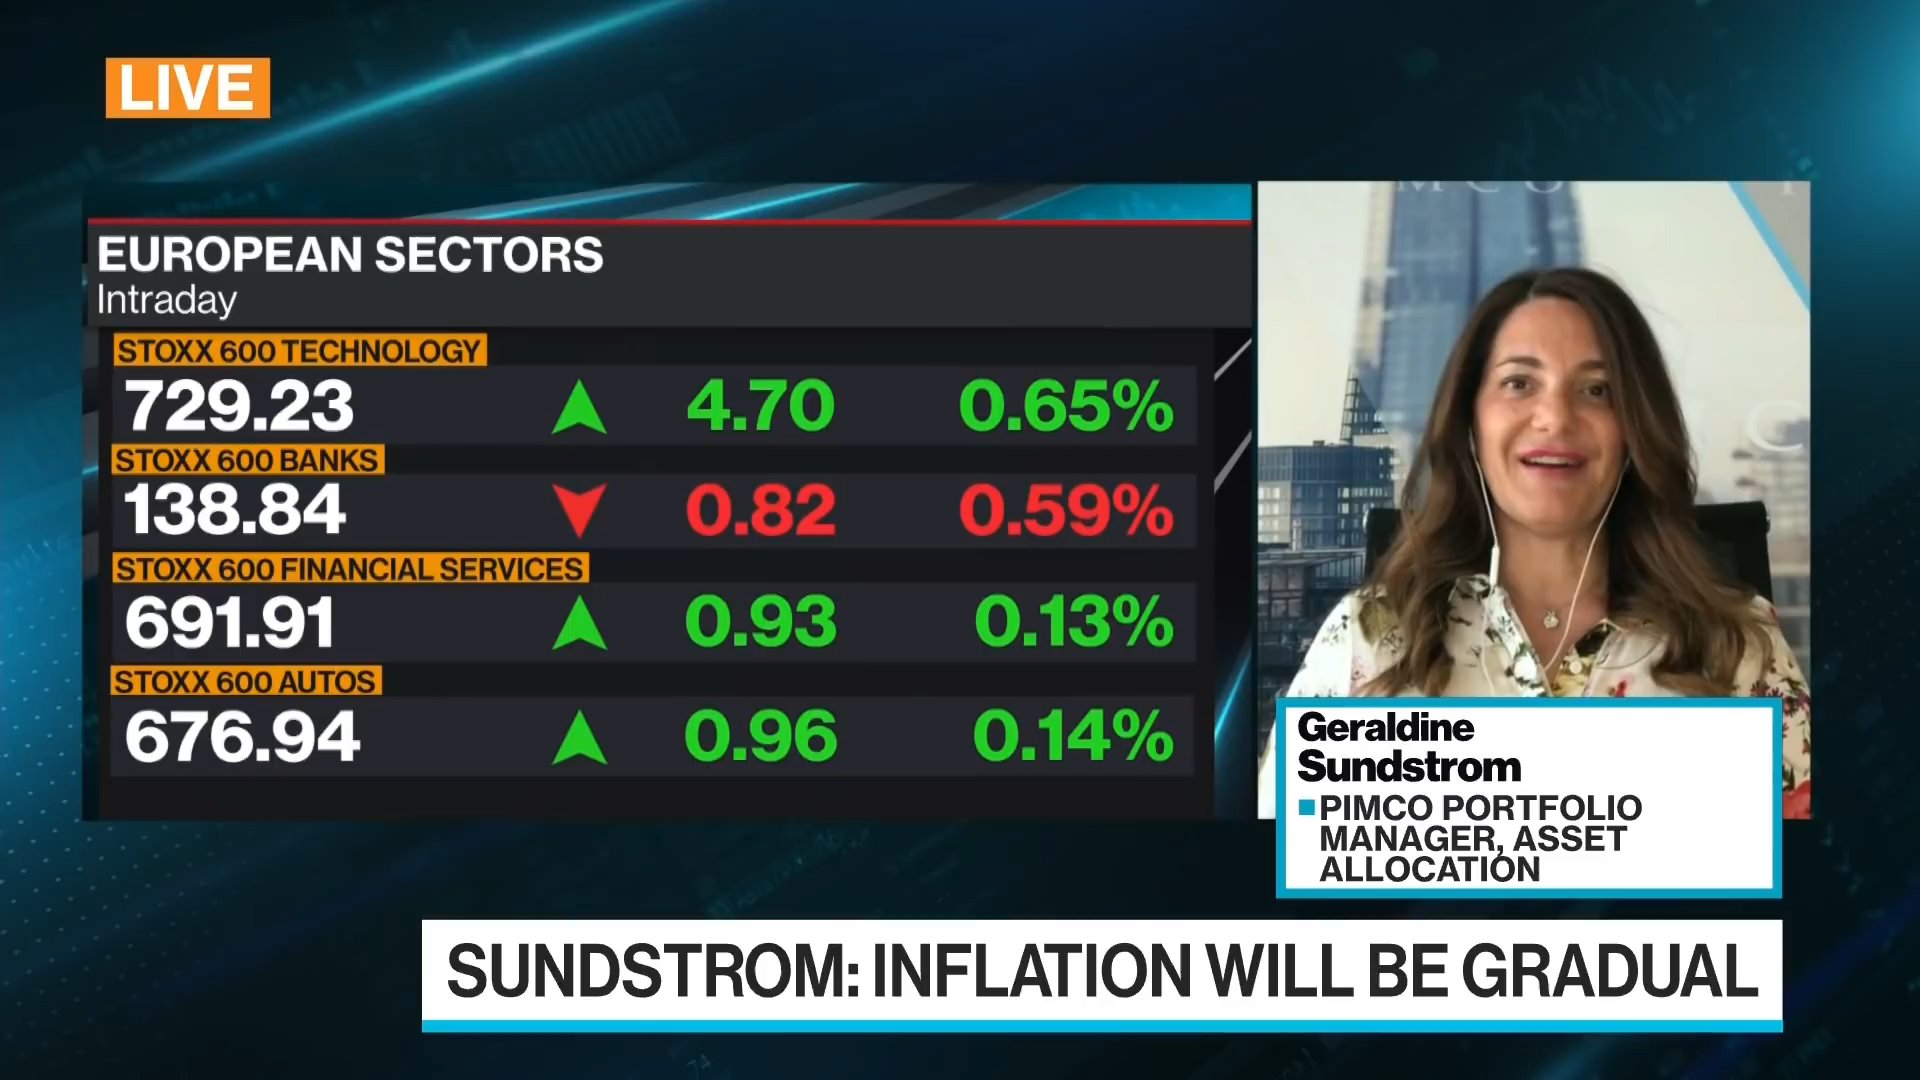 LIVE
EUROPEAN SECTORS
Intraday
STOXX 600 TECHNOLOGY
729.23 ▲ 4.70 0.65%
STOXX 600 BANKS
138.84 ▼ 0.82 0.59%
STOXX 600 FINANCIAL SERVICES
691.91 ▲ 0.93 0.13%
STOXX 600 AUTOS
676.94 ▲ 0.96 0.14%
Geraldine
Sundstrom
PIMCO PORTFOLIO
MANAGER, ASSET
ALLOCATION
SUNDSTROM: INFLATION WILL BE GRADUAL